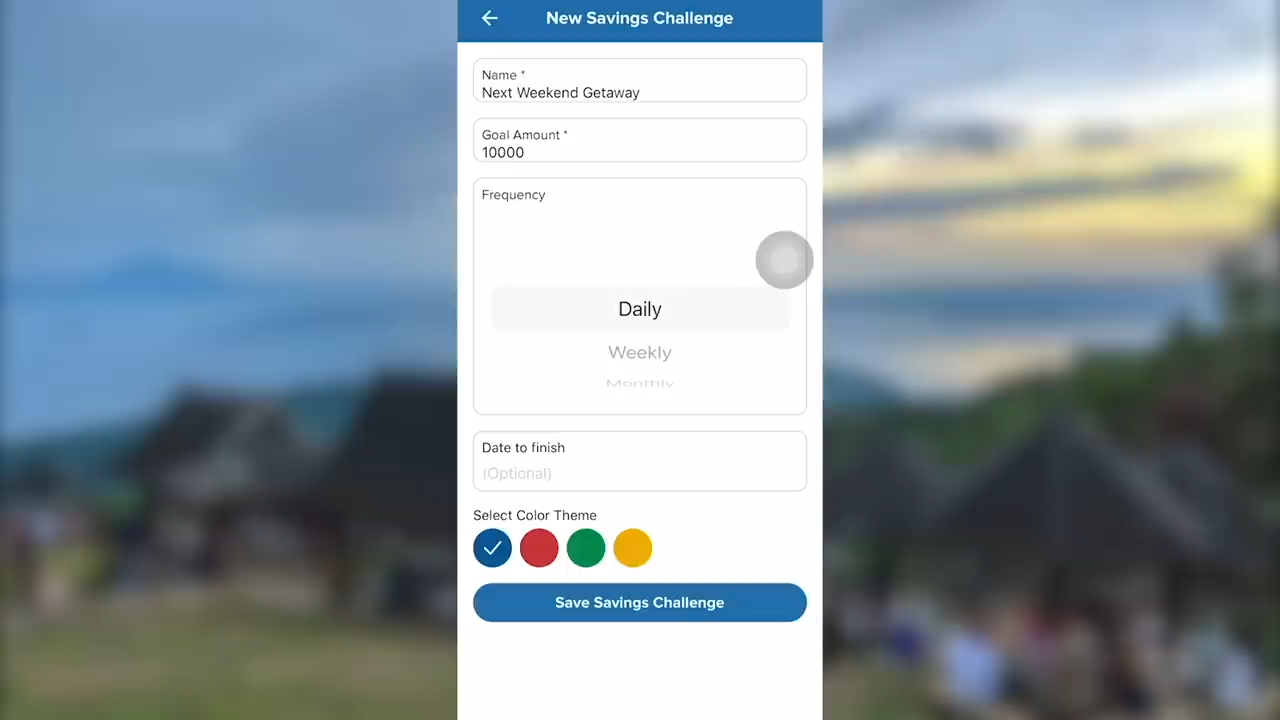 New Savings Challenge
Name *
Next Weekend Getaway
Goal Amount *
10000
Frequency
Daily
Weekly
Monthly
Date to finish
(Optional)
Select Color Theme
Save Savings Challenge